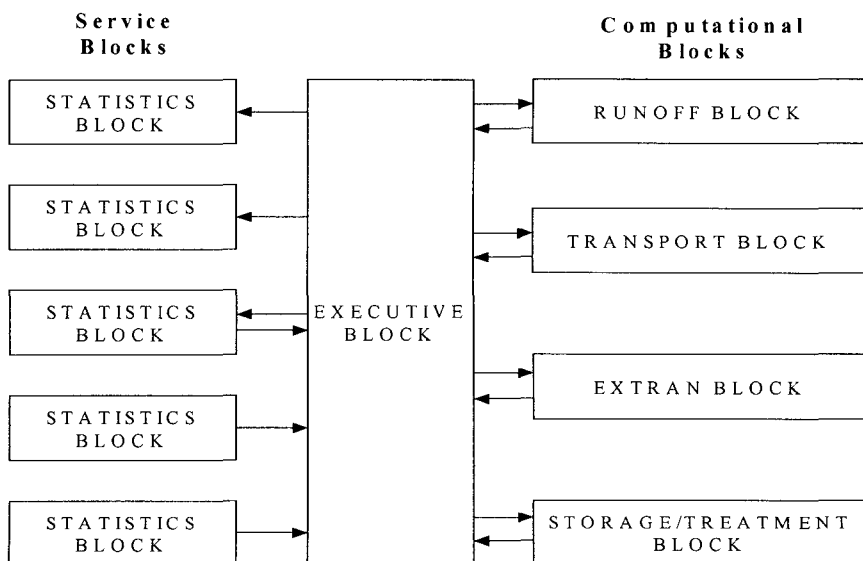 Service
Blocks
Computational
Blocks
STATISTICS
BLOCK
STATISTICS
BLOCK
STATISTICS
BLOCK
STATISTICS
BLOCK
STATISTICS
BLOCK
EXECUTIVE
BLOCK
RUNOFF BLOCK
TRANSPORT BLOCK
EXTRAN BLOCK
STORAGE/TREATMENT
BLOCK